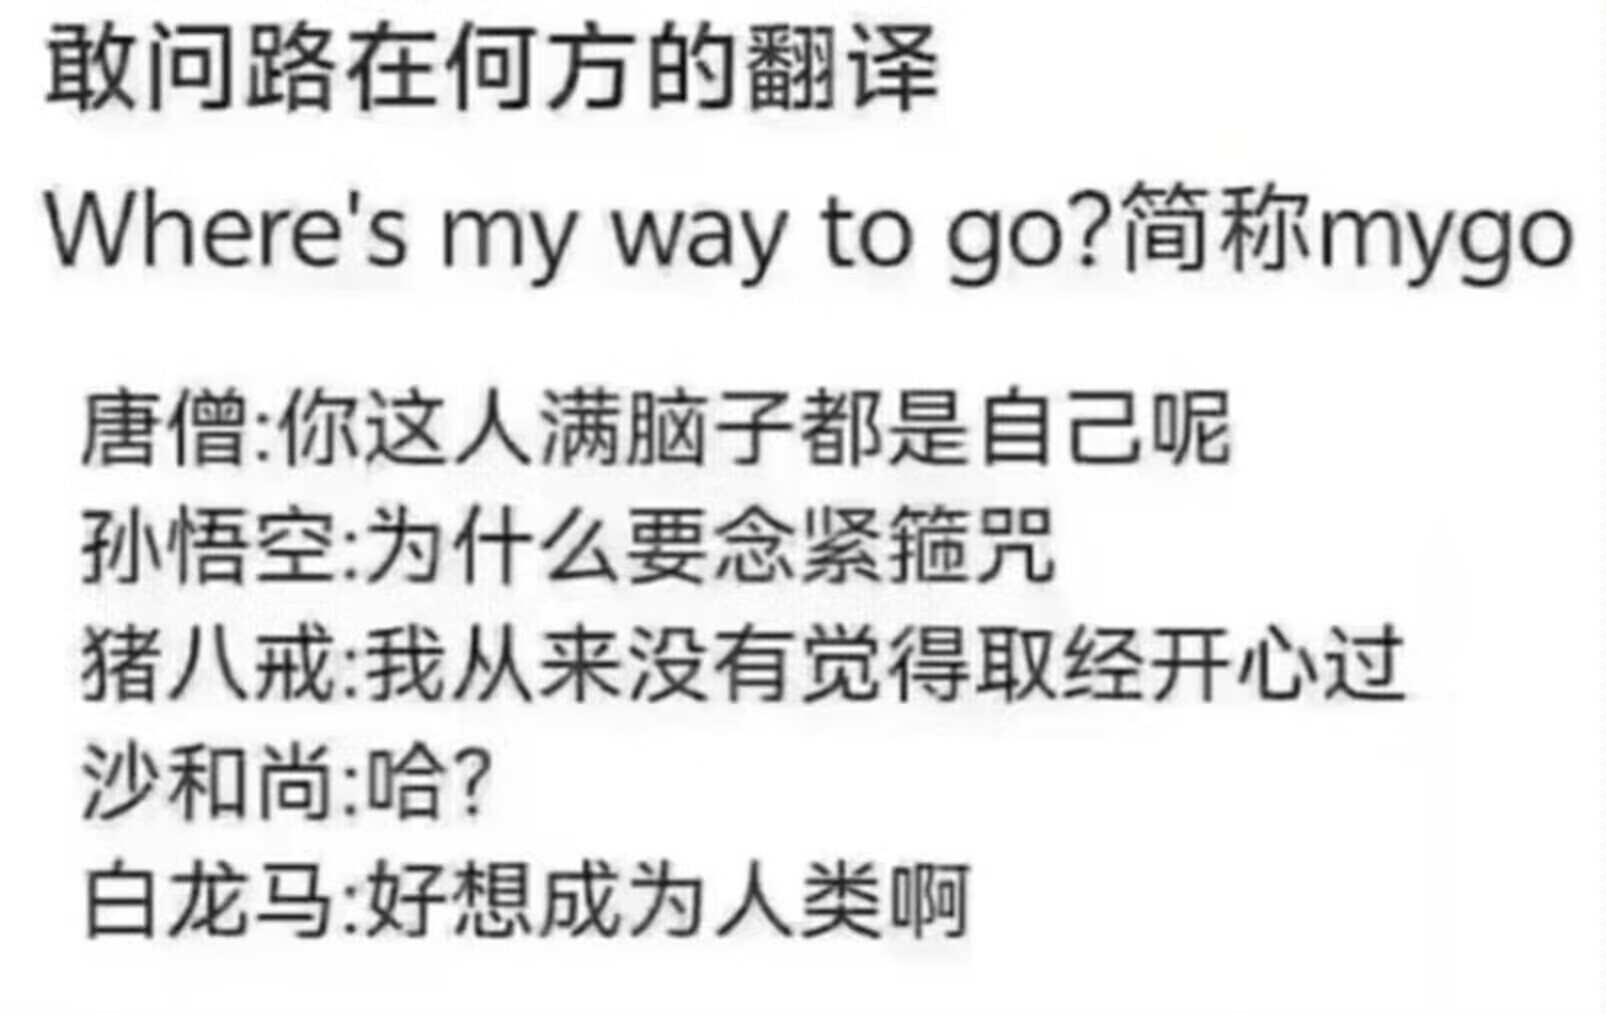 敢问路在何方的翻译
Where's my way to go?简称mygo
唐僧:你这人满脑子都是自己呢
孙悟空:为什么要念紧箍咒
猪八戒:我从来没有觉得取经开心过
沙和尚:哈?
白龙马:好想成为人类啊